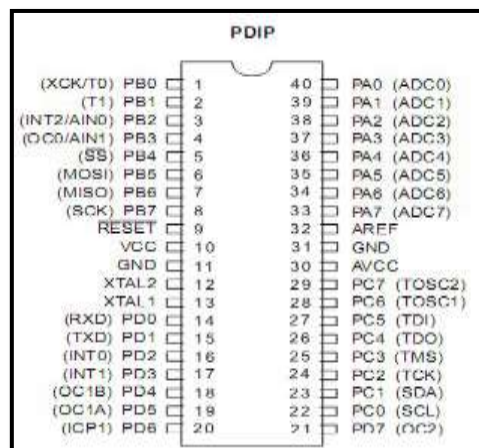 PDIP
(XCK/T0) PB0 1 40 PA0 (ADC0)
(T1) PB1 2 39 PA1 (ADC1)
(INT2/AIN0) PB2 3 38 PA2 (ADC2)
(OC0/AIN1) PB3 4 37 PA3 (ADC3)
(SS) PB4 5 36 PA4 (ADC4)
(MOSI) PB5 6 35 PA5 (ADC5)
(MISO) PB6 7 34 PA6 (ADC6)
(SCK) PB7 8 33 PA7 (ADC7)
RESET 9 32 AREF
VCC 10 31 GND
GND 11 30 AVCC
XTAL2 12 29 PC7 (TOSC2)
XTAL1 13 28 PC6 (TOSC1)
(RXD) PD0 14 27 PC5 (TDI)
(TXD) PD1 15 26 PC4 (TDO)
(INT0) PD2 16 25 PC3 (TMS)
(INT1) PD3 17 24 PC2 (TCK)
(OC1B) PD4 18 23 PC1 (SDA)
(OC1A) PD5 19 22 PC0 (SCL)
(ICP1) PD6 20 21 PD7 (OC2)